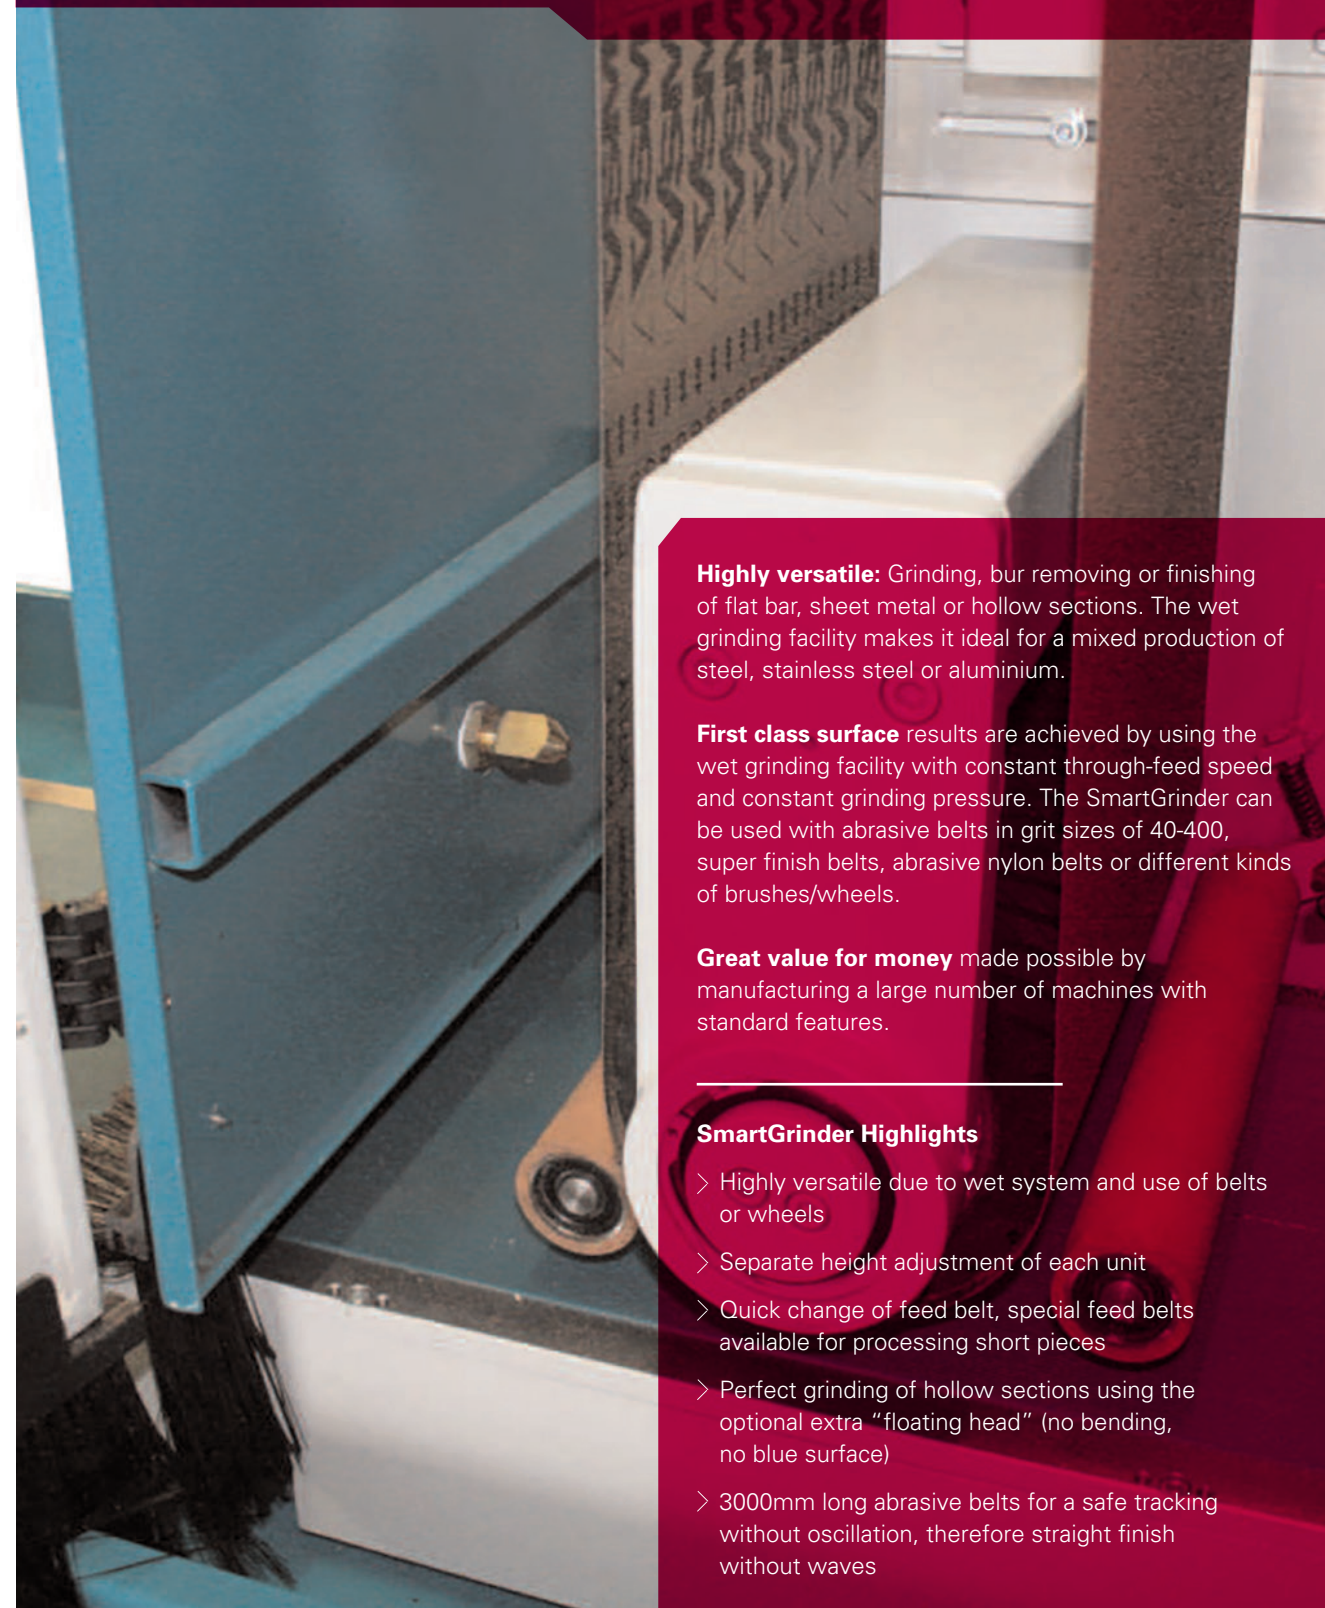 Highly versatile: Grinding, bur removing or finishing
of flat bar, sheet metal or hollow sections. The wet
grinding facility makes it ideal for a mixed production of
steel, stainless steel or aluminium.
First class surface results are achieved by using the
wet grinding facility with constant through-feed speed
and constant grinding pressure. The SmartGrinder can
be used with abrasive belts in grit sizes of 40-400,
super finish belts, abrasive nylon belts or different kinds
of brushes/wheels.
Great value for money made possible by
manufacturing a large number of machines with
standard features.
SmartGrinder Highlights
> Highly versatile due to wet system and use of belts
or wheels
> Separate height adjustment of each unit
> Quick change of feed belt, special feed belts
available for processing short pieces
> Perfect grinding of hollow sections using the
optional extra “floating head” (no bending,
no blue surface)
> 3000mm long abrasive belts for a safe tracking
without oscillation, therefore straight finish
without waves